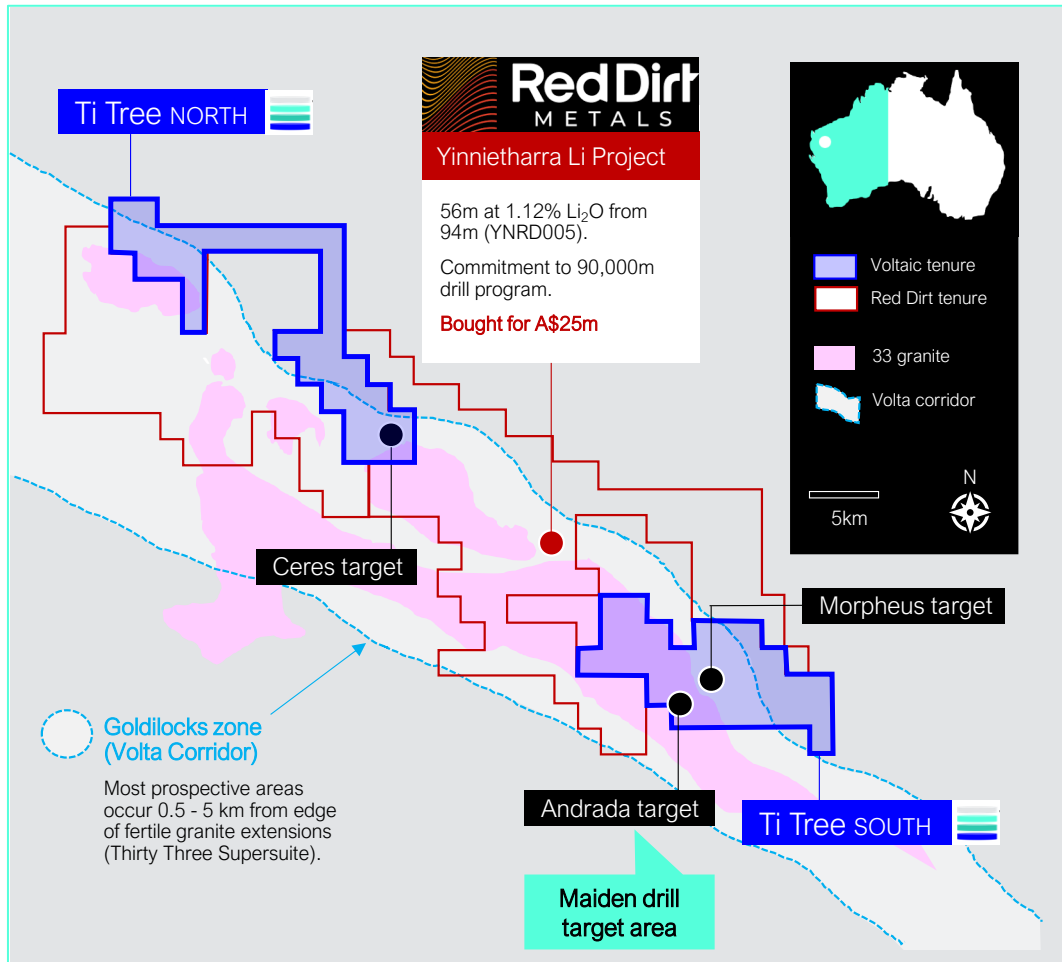 Ti Tree NORTH
Red Dirt
METALS
Yinnietharra Li Project
56m at 1.12% Li₂O from
94m (YNRD005).
Commitment to 90,000m
drill program.
Bought for A$25m
Voltaic tenure
Red Dirt tenure
33 granite
Volta corridor
N
5km
Ceres target
Morpheus target
Goldilocks zone
(Volta Corridor)
Most prospective areas
occur 0.5 - 5 km from edge
of fertile granite extensions
(Thirty Three Supersuite).
Andrada target
Ti Tree SOUTH
Maiden drill
target area